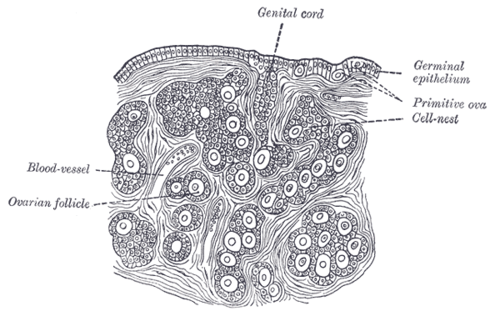 Genital cord
Germinal
epithelium
Primitive ova
Cell-nest
Blood-vessel
Ovarian follicle